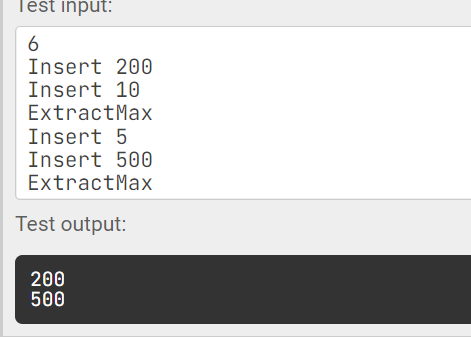 Test input:
6
Insert 200
Insert 10
ExtractMax
Insert 5
Insert 500
ExtractMax
Test output:
200
500